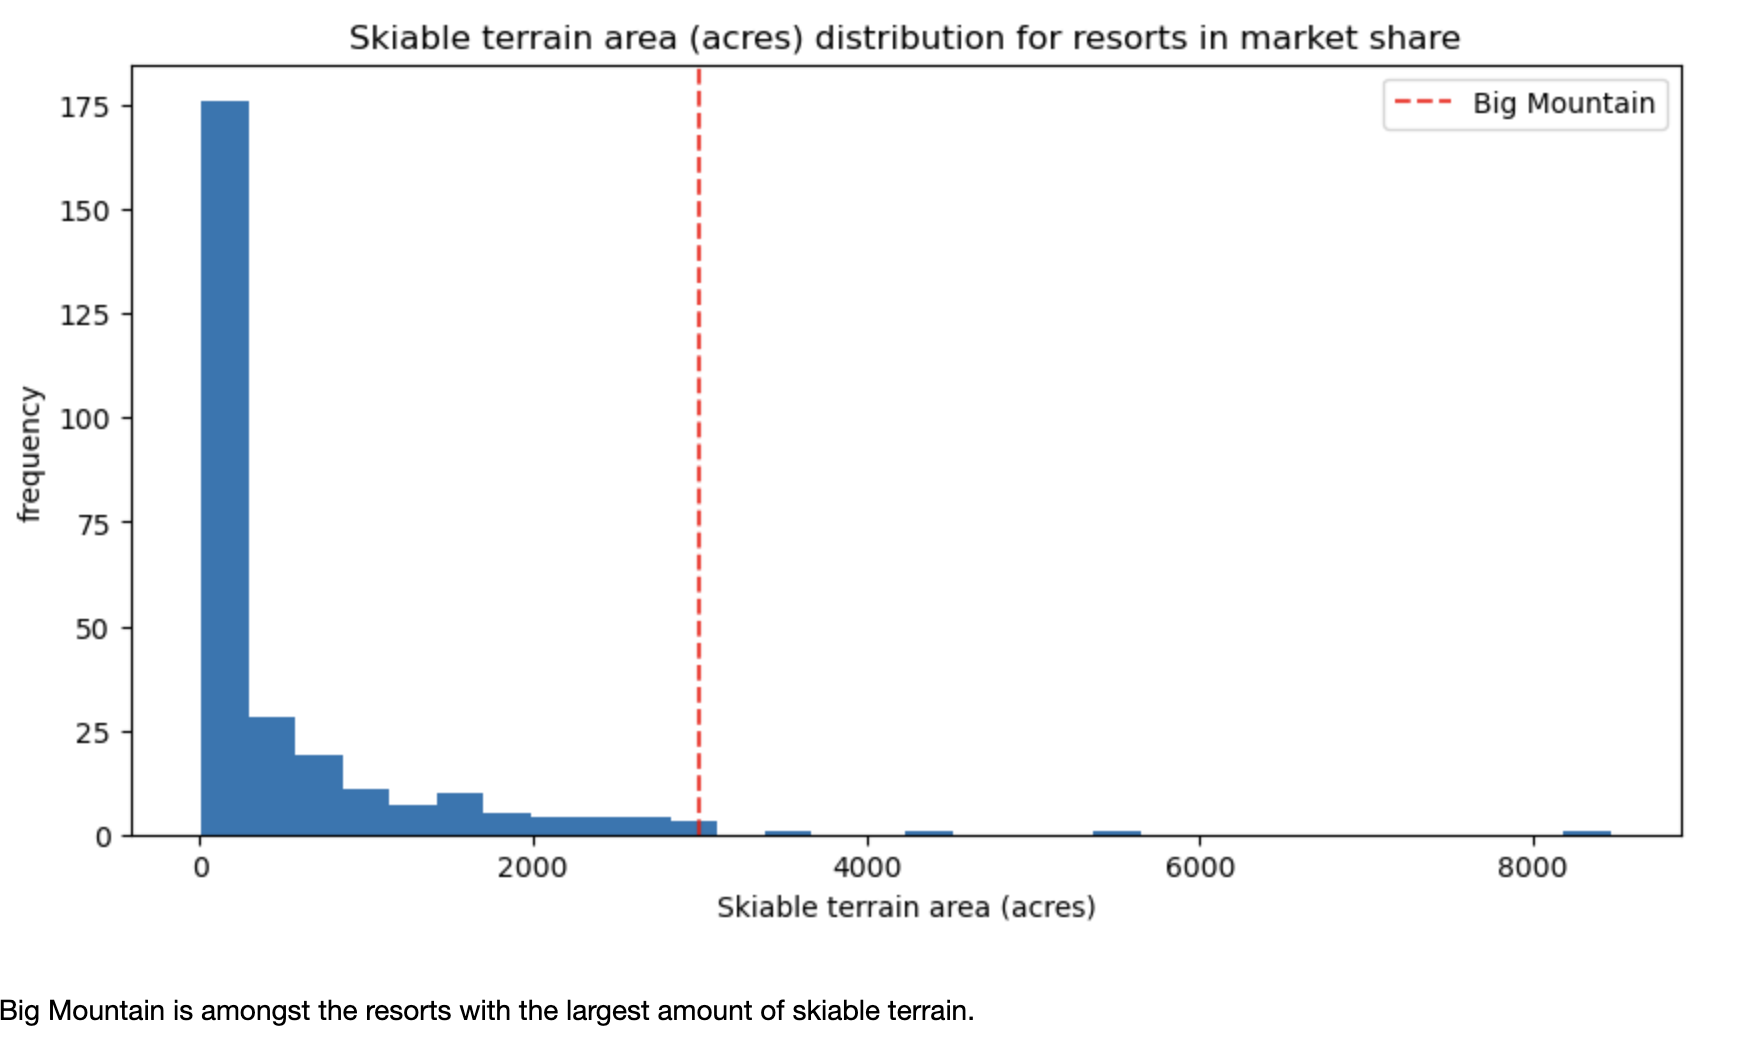 Skiable terrain area (acres) distribution for resorts in market share
Big Mountain
175
150
125
100
75
50
25
0
frequency
0 2000 4000 6000 8000
Skiable terrain area (acres)
Big Mountain is amongst the resorts with the largest amount of skiable terrain.